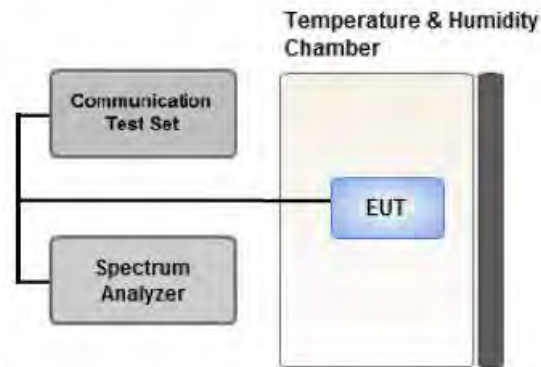 Temperature & Humidity
Chamber
Communication
Test Set
EUT
Spectrum
Analyzer